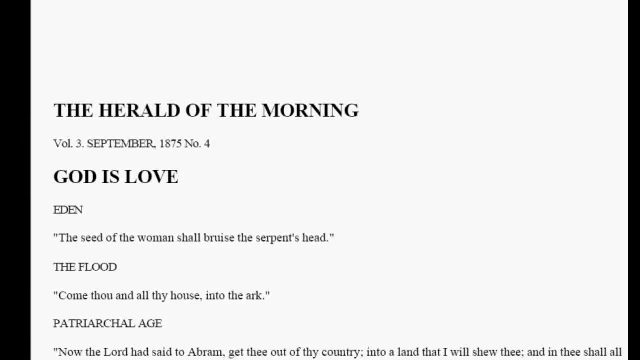 THE HERALD OF THE MORNING
Vol. 3. SEPTEMBER, 1875 No. 4
GOD IS LOVE
EDEN
"The seed of the woman shall bruise the serpent's head."
THE FLOOD
"Come thou and all thy house, into the ark."
PATRIARCHAL AGE
"Now the Lord had said to Abram, get thee out of thy country; into a land that I will shew thee; and in thee shall all